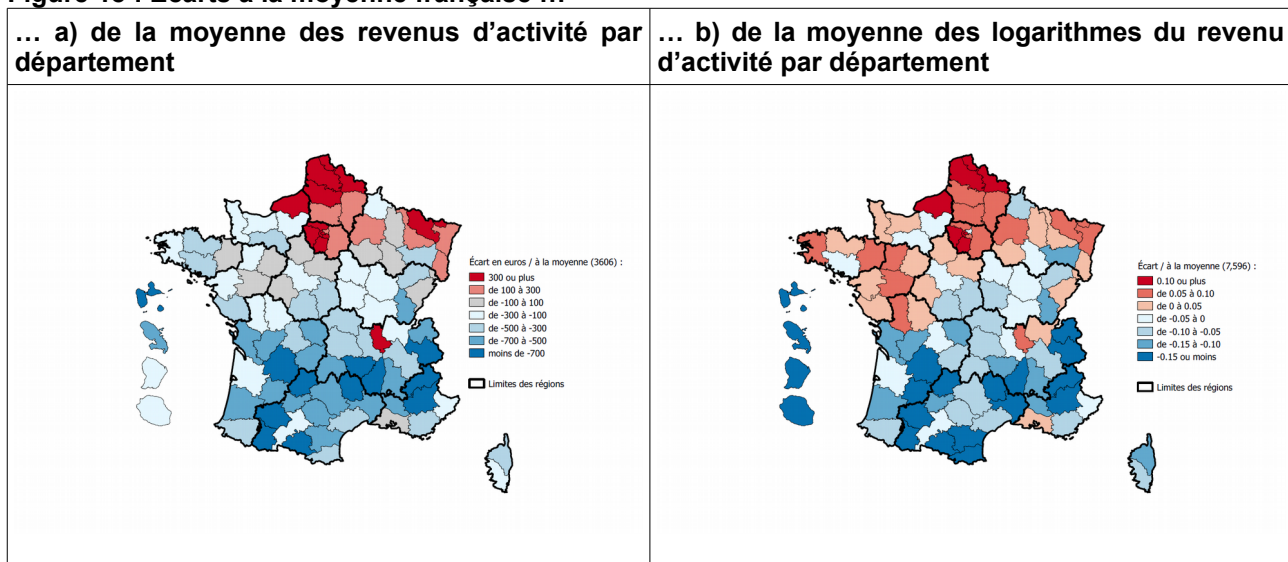 … a) de la moyenne des revenus d’activité par
département
… b) de la moyenne des logarithmes du revenu
d’activité par département
Écart en euros / à la moyenne (3606) :
300 ou plus
de 100 à 300
de -100 à 100
de -300 à -100
de -500 à -300
de -700 à -500
moins de -700
Limites des régions
Écart / à la moyenne (7,596) :
0.10 ou plus
de 0.05 à 0.10
de 0 à 0.05
de -0.05 à 0
de -0.10 à -0.05
de -0.15 à -0.10
-0.15 ou moins
Limites des régions